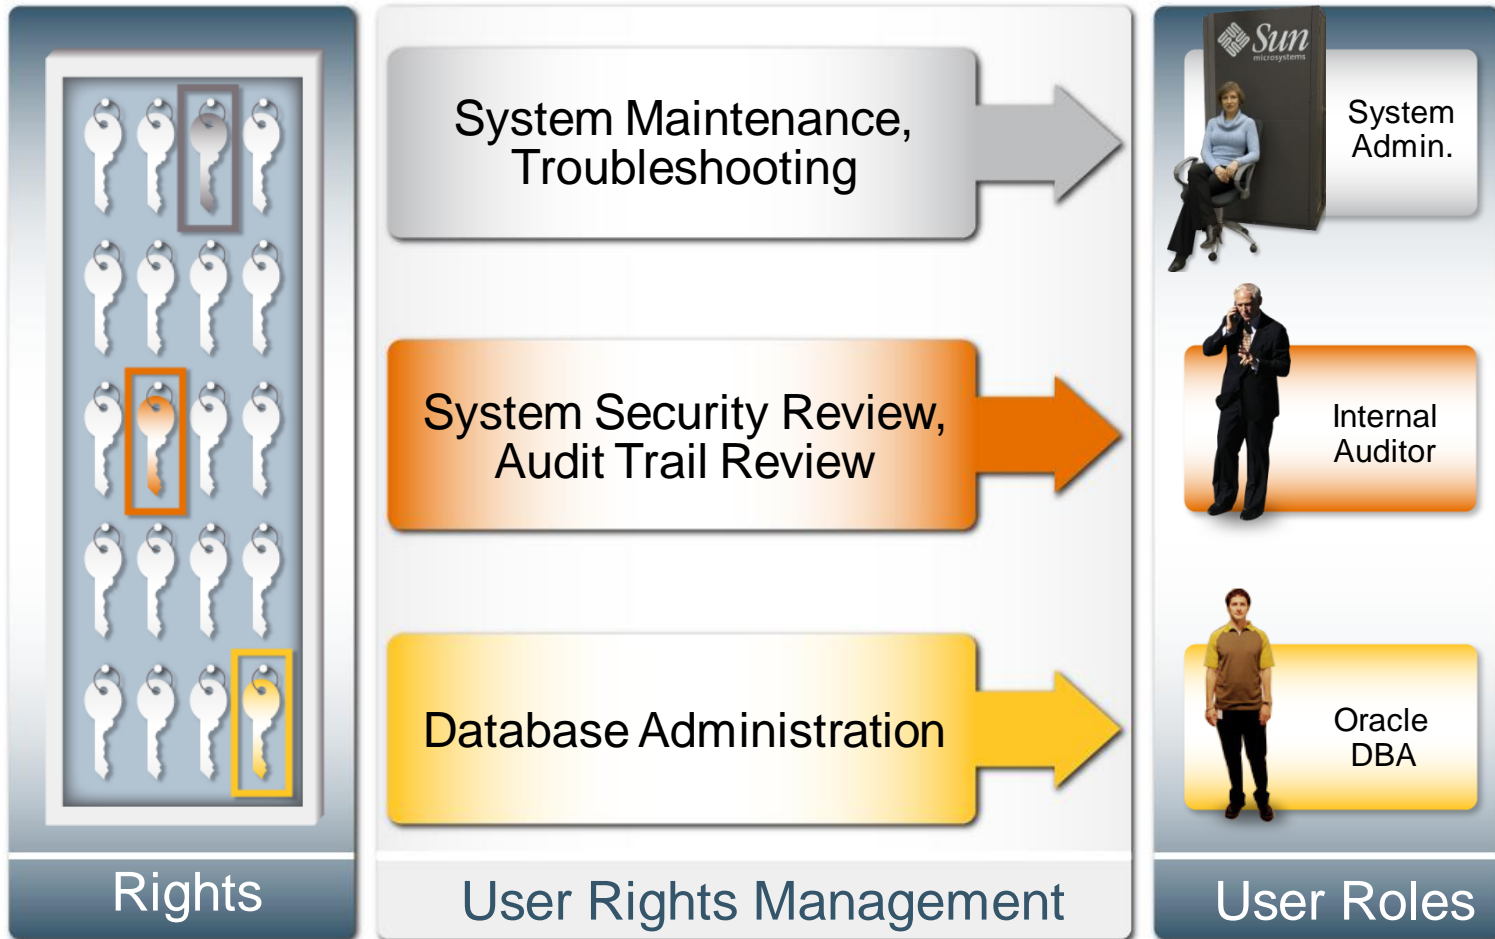 Sun
microsystems
System Maintenance,
Troubleshooting
System
Admin.
System Security Review,
Audit Trail Review
Internal
Auditor
Database Administration
Oracle
DBA
Rights
User Rights Management
User Roles